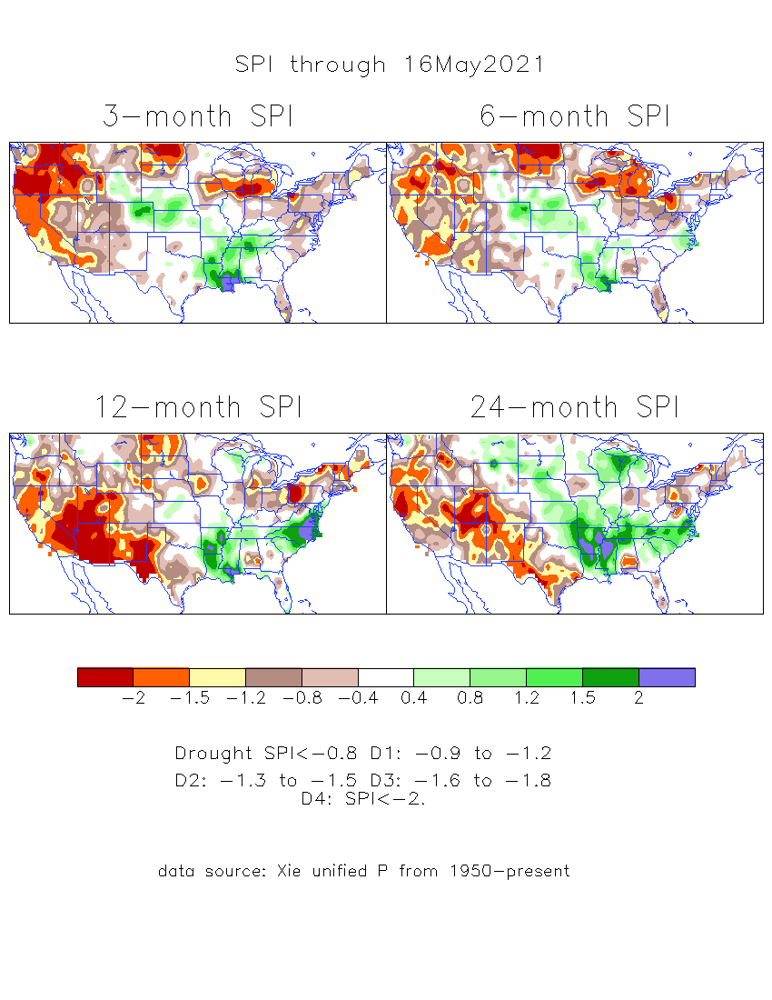 SPI through 16May2021
3-month SPI
6-month SPI
12-month SPI
24-month SPI
-2 -1.5 -1.2 -0.8 -0.4 0.4 0.8 1.2 1.5 2
Drought SPI<-0.8 D1: -0.9 to -1.2
D2: -1.3 to -1.5 D3: -1.6 to -1.8
D4: SPI<-2.
data source: Xie unified P from 1950-present